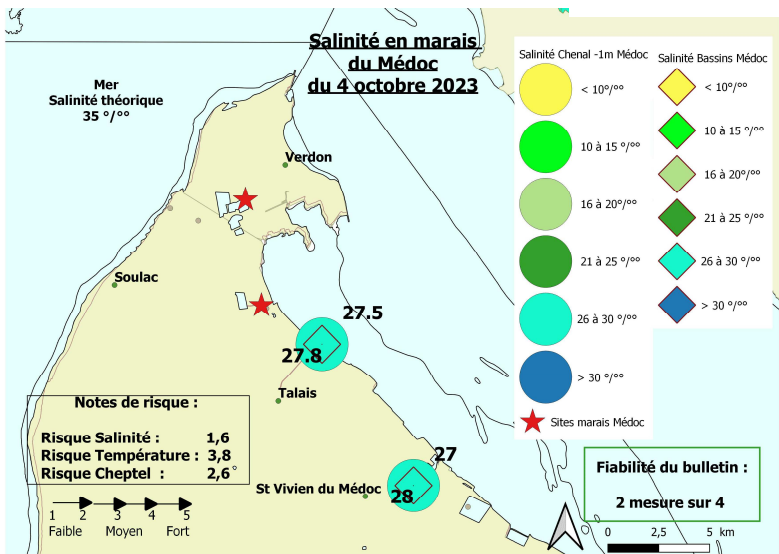 Salinité en marais
du Médoc
du 4 octobre 2023
Mer
Salinité théorique
35 °/°°
Verdon
Soulac
27.5
27.8
Talais
27
28
St Vivien du Médoc
Notes de risque :
Risque Salinité : 1,6
Risque Température : 3,8
Risque Cheptel : 2,6°
1 2 3 4 5
Faible Moyen Fort
Salinité Chenal -1m Médoc
< 10°/°°
10 à 15 °/°°
16 à 20°/°°
21 à 25 °/°°
26 à 30 °/°°
> 30 °/°°
Sites marais Médoc
Salinité Bassins Médoc
< 10°/°°
10 à 15 °/°°
16 à 20°/°°
21 à 25 °/°°
26 à 30 °/°°
> 30 °/°°
Fiabilité du bulletin :
2 mesure sur 4
0 2,5 5 km